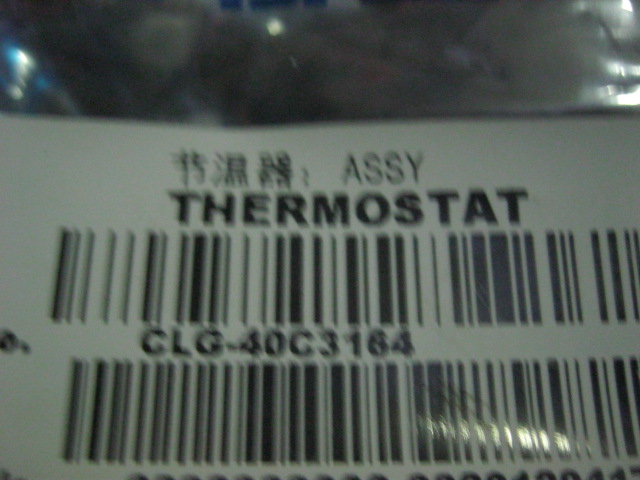 节温器: ASSY
THERMOSTAT
o. CLG-40C3164